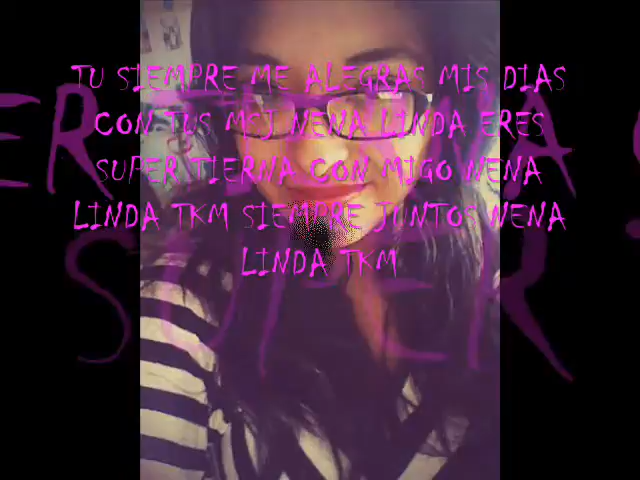 TU SIEMPRE ME ALEGRAS MIS DIAS
CON TUS MSJ NENA LINDA ERES
SUPER TIERNA CON MIGO NENA
LINDA TKM SIEMPRE JUNTOS NENA
LINDA TKM
SUPER